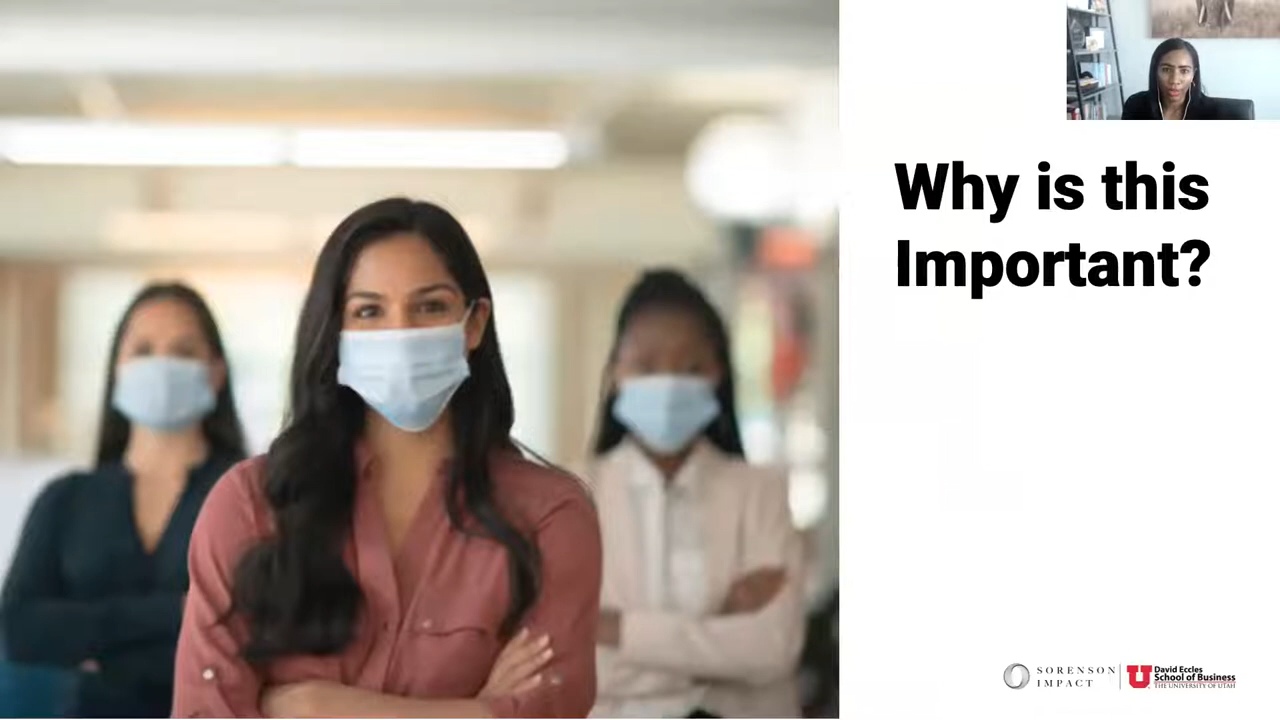 Why is this
Important?
SORENSON
IMPACT
U
David Eccles
School of Business
THE UNIVERSITY OF UTAH